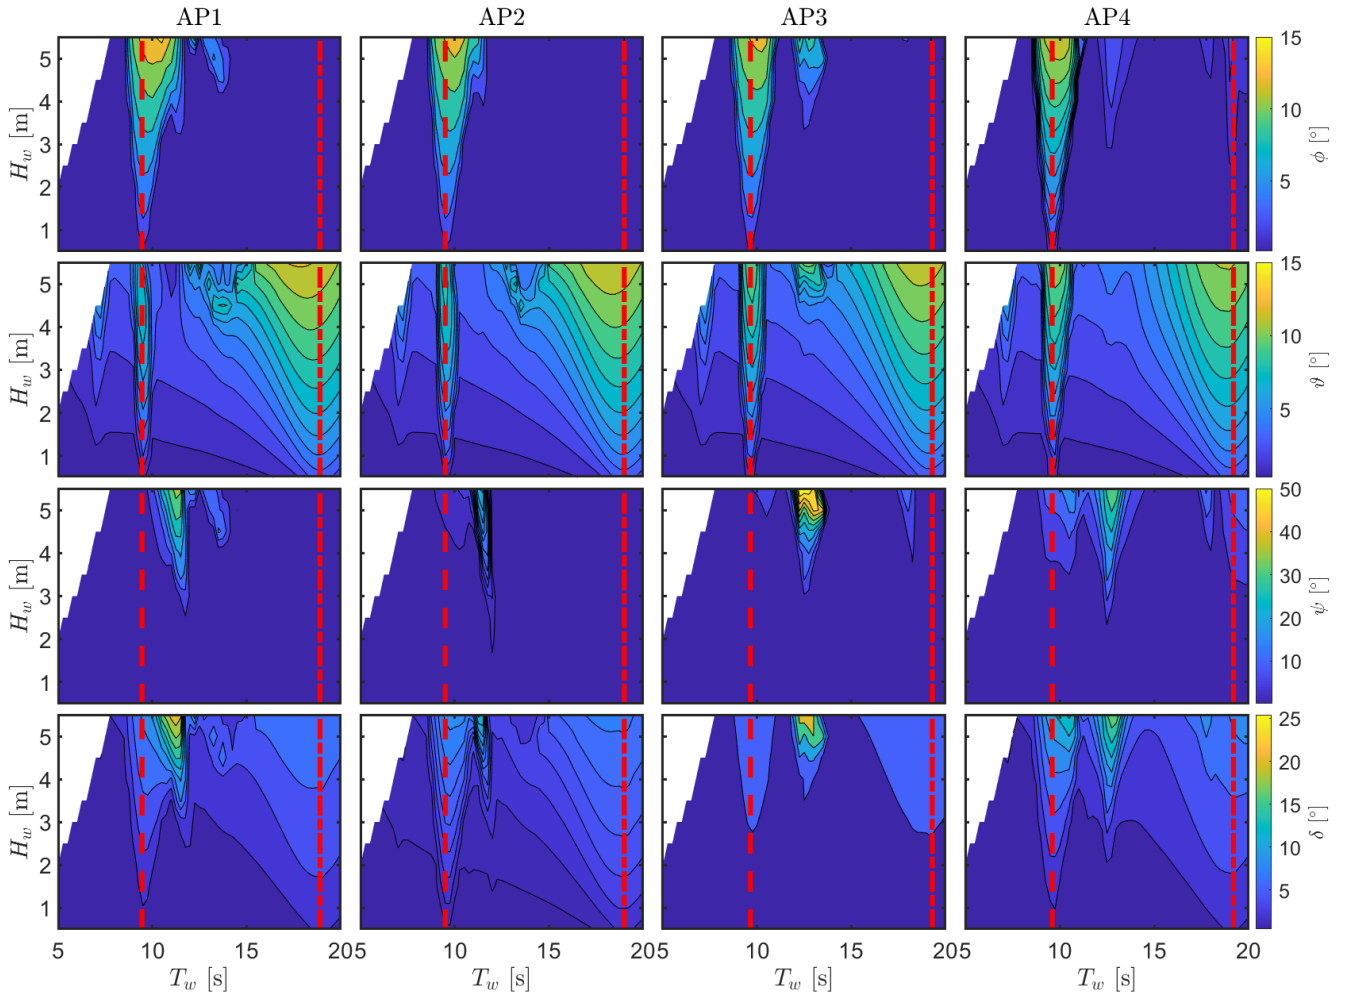 AP1 AP2 AP3 AP4
H_w [m] 5 4 3 2 1 15 10 5 ϕ [°]
H_w [m] 5 4 3 2 1 15 10 5 ϑ [°]
H_w [m] 5 4 3 2 1 50 40 30 20 10 ψ [°]
H_w [m] 5 4 3 2 1 25 20 15 10 5 δ [°]
5 10 15 205 10 15 205 10 15 205 10 15 20
T_w [s] T_w [s] T_w [s] T_w [s]